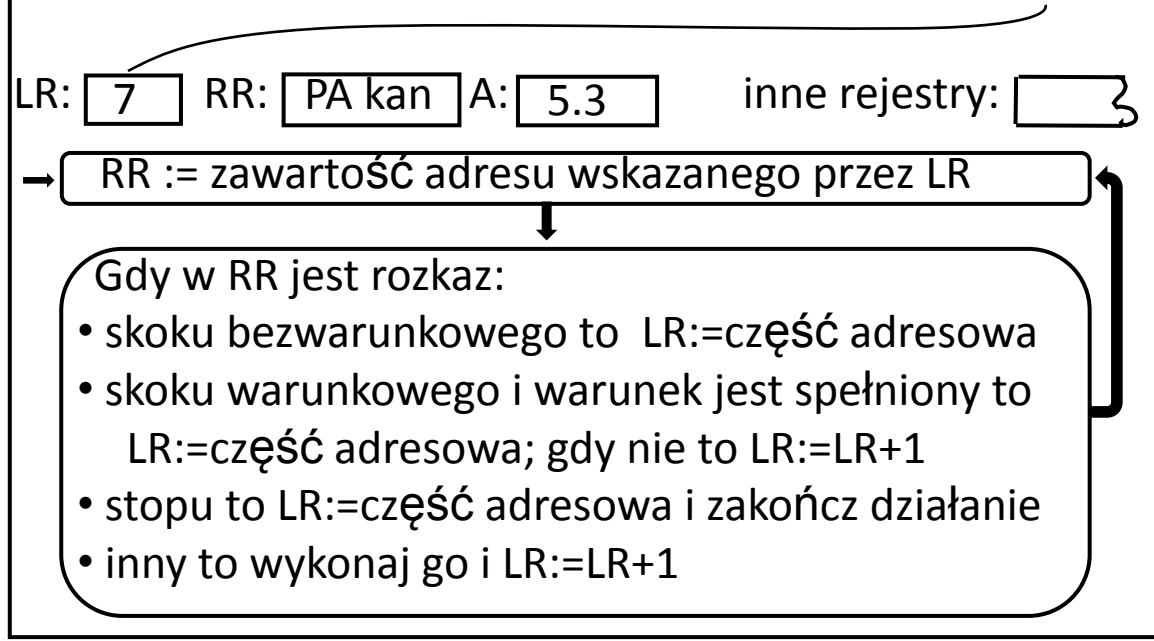 LR: 7 RR: PA kan A: 5.3 inne rejestry:
RR := zawartość adresu wskazanego przez LR
Gdy w RR jest rozkaz:
• skoku bezwarunkowego to LR:=część adresowa
• skoku warunkowego i warunek jest spełniony to
LR:=część adresowa; gdy nie to LR:=LR+1
• stopu to LR:=część adresowa i zakończ działanie
• inny to wykonaj go i LR:=LR+1